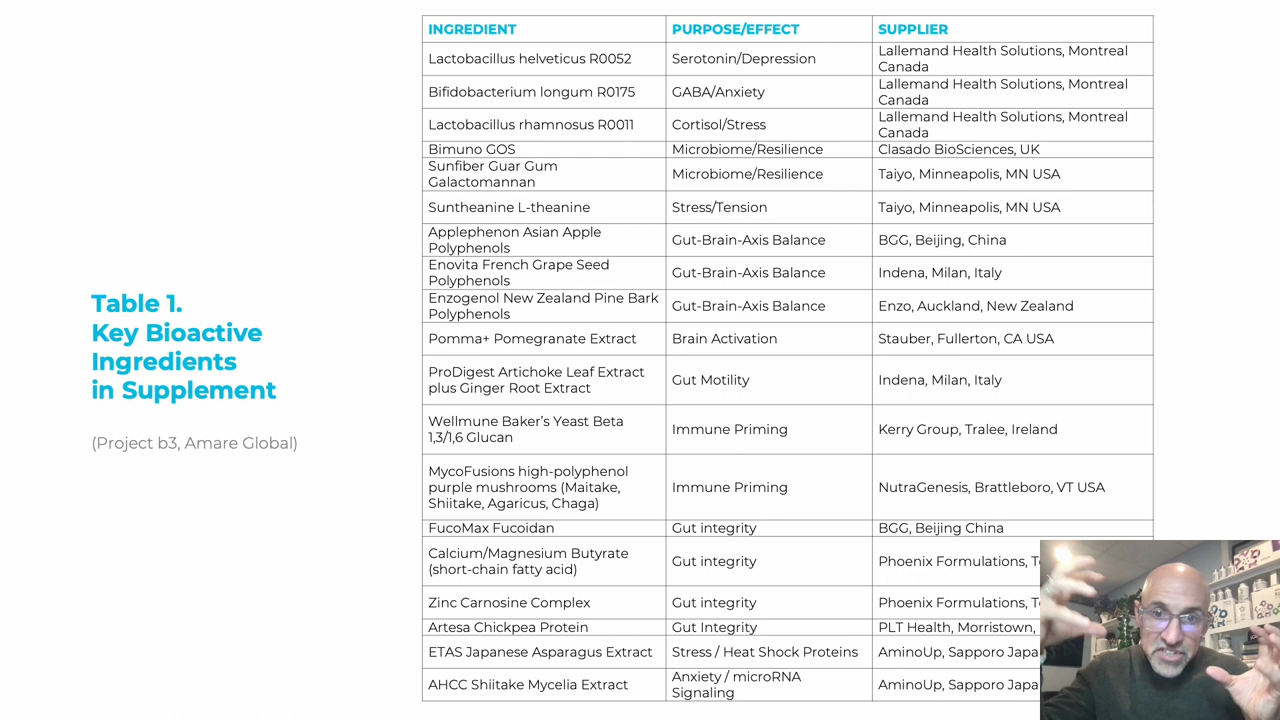 Table 1.
Key Bioactive
Ingredients
in Supplement
(Project b3, Amare Global)
INGREDIENT PURPOSE/EFFECT SUPPLIER
Lactobacillus helveticus R0052 Serotonin/Depression Lallemand Health Solutions, Montreal
Canada
Bifidobacterium longum R0175 GABA/Anxiety Lallemand Health Solutions, Montreal
Canada
Lactobacillus rhamnosus R0011 Cortisol/Stress Lallemand Health Solutions, Montreal
Canada
Bimuno GOS Microbiome/Resilience Clasado BioSciences, UK
Sunfiber Guar Gum
Galactomannan Microbiome/Resilience Taiyo, Minneapolis, MN USA
Suntheanine L-theanine Stress/Tension Taiyo, Minneapolis, MN USA
Applephenon Asian Apple
Polyphenols Gut-Brain-Axis Balance BGG, Beijing, China
Enovita French Grape Seed
Polyphenols Gut-Brain-Axis Balance Indena, Milan, Italy
Enzogenol New Zealand Pine Bark
Polyphenols Gut-Brain-Axis Balance Enzo, Auckland, New Zealand
Pomma+ Pomegranate Extract Brain Activation Stauber, Fullerton, CA USA
ProDigest Artichoke Leaf Extract
plus Ginger Root Extract Gut Motility Indena, Milan, Italy
Wellmune Baker's Yeast Beta
1,3/1,6 Glucan Immune Priming Kerry Group, Tralee, Ireland
MycoFusions high-polyphenol
purple mushrooms (Maitake,
Shiitake, Agaricus, Chaga) Immune Priming NutraGenesis, Brattleboro, VT USA
FucoMax Fucoidan Gut integrity BGG, Beijing China
Calcium/Magnesium Butyrate
(short-chain fatty acid) Gut integrity Phoenix Formulations,
Zinc Carnosine Complex Gut integrity Phoenix Formulations,
Artesa Chickpea Protein Gut Integrity PLT Health, Morristown,
ETAS Japanese Asparagus Extract Stress / Heat Shock Proteins AminoUp, Sapporo Japa
AHCC Shiitake Mycelia Extract Anxiety / microRNA
Signaling AminoUp, Sapporo Japa